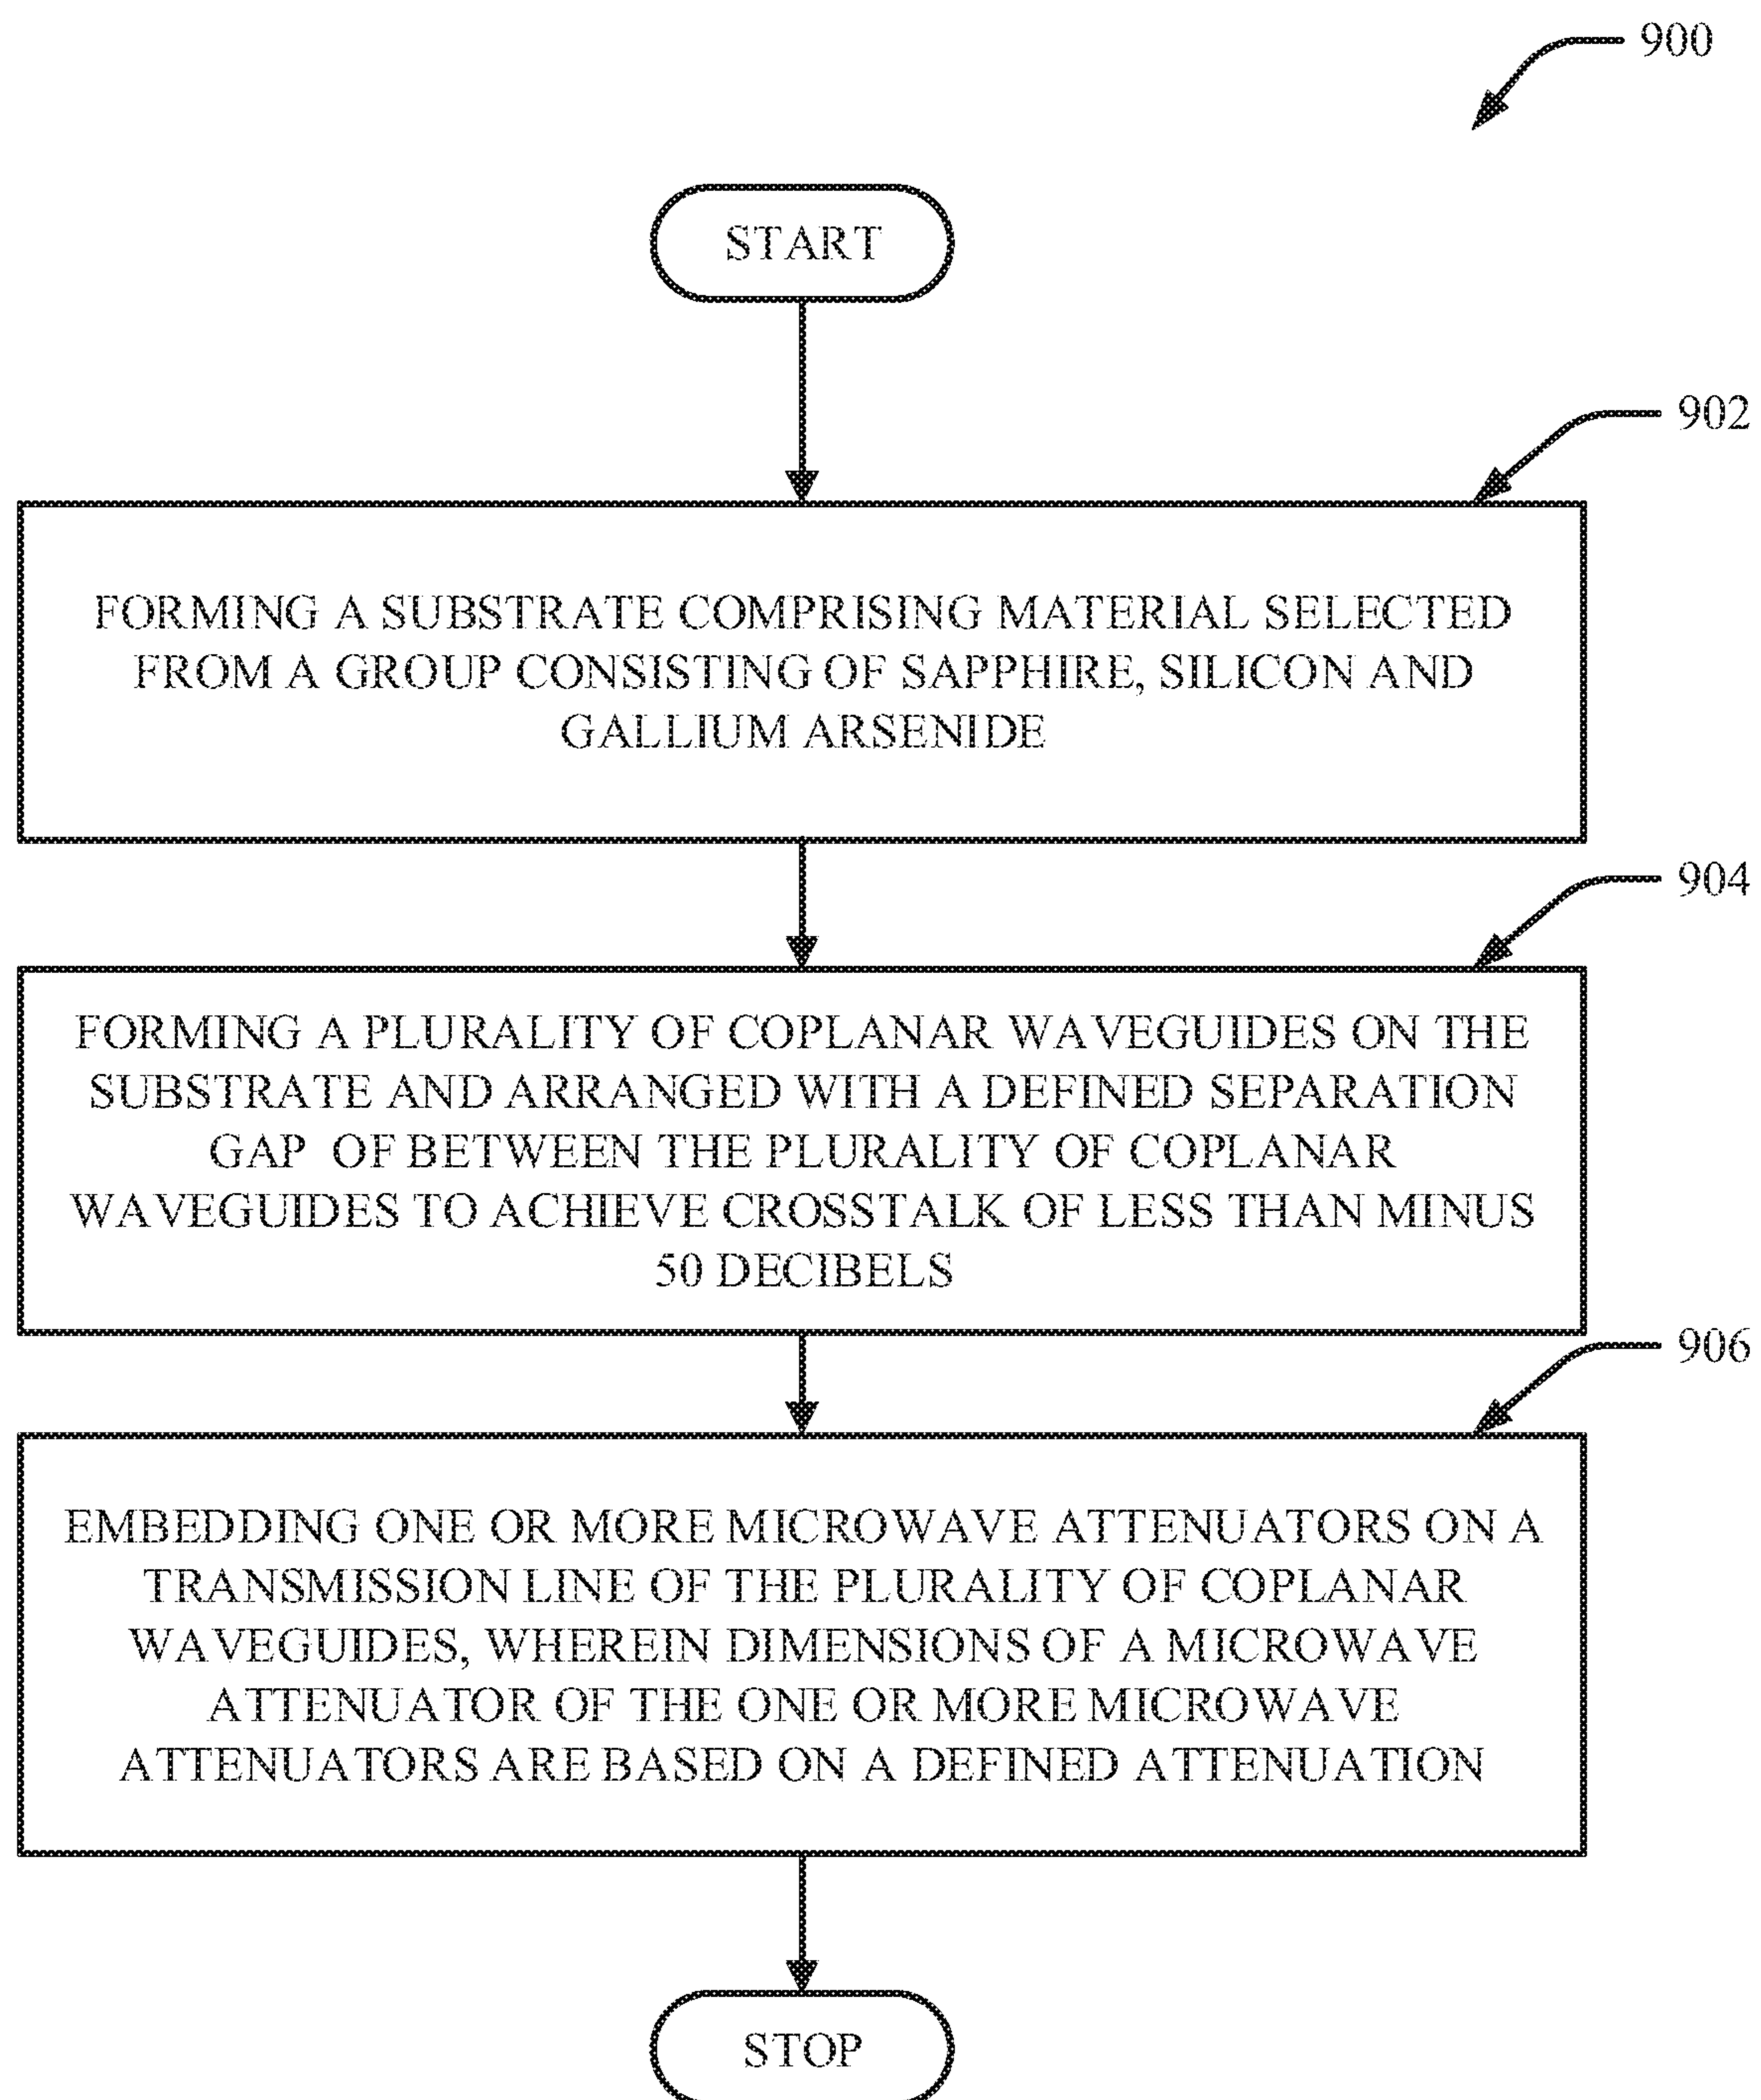 900
START
902
FORMING A SUBSTRATE COMPRISING MATERIAL SELECTED
FROM A GROUP CONSISTING OF SAPPHIRE, SILICON AND
GALLIUM ARSENIDE
904
FORMING A PLURALITY OF COPLANAR WAVEGUIDES ON THE
SUBSTRATE AND ARRANGED WITH A DEFINED SEPARATION
GAP OF BETWEEN THE PLURALITY OF COPLANAR
WAVEGUIDES TO ACHIEVE CROSSTALK OF LESS THAN MINUS
50 DECIBELS
906
EMBEDDING ONE OR MORE MICROWAVE ATTENUATORS ON A
TRANSMISSION LINE OF THE PLURALITY OF COPLANAR
WAVEGUIDES, WHEREIN DIMENSIONS OF A MICROWAVE
ATTENUATOR OF THE ONE OR MORE MICROWAVE
ATTENUATORS ARE BASED ON A DEFINED ATTENUATION
STOP